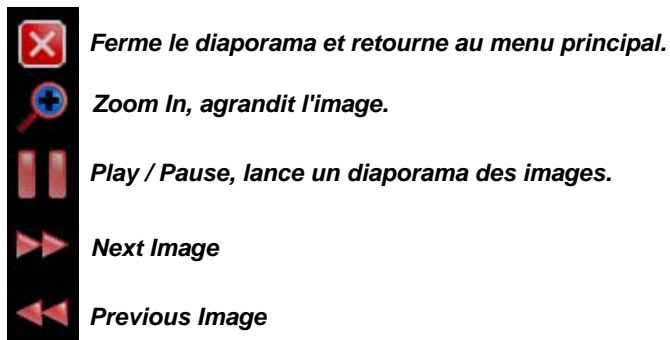 Ferme le diaporama et retourne au menu principal.
Zoom In, agrandit l'image.
Play / Pause, lance un diaporama des images.
Next Image
Previous Image